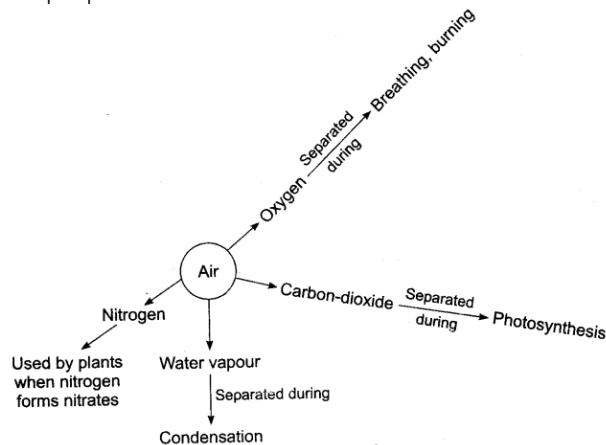 Breathing, burning
Separated
during
Oxygen
Air
Carbon-dioxide
Separated
during
Photosynthesis
Nitrogen
Used by plants
when nitrogen
forms nitrates
Water vapour
Separated during
Condensation